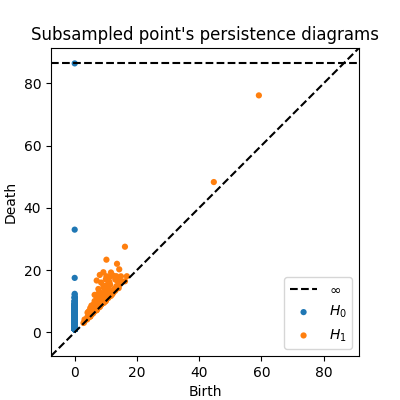 Subsampled point's persistence diagrams
Death
80
60
40
20
0
0 20 40 60 80
Birth
∞
H₀
H₁